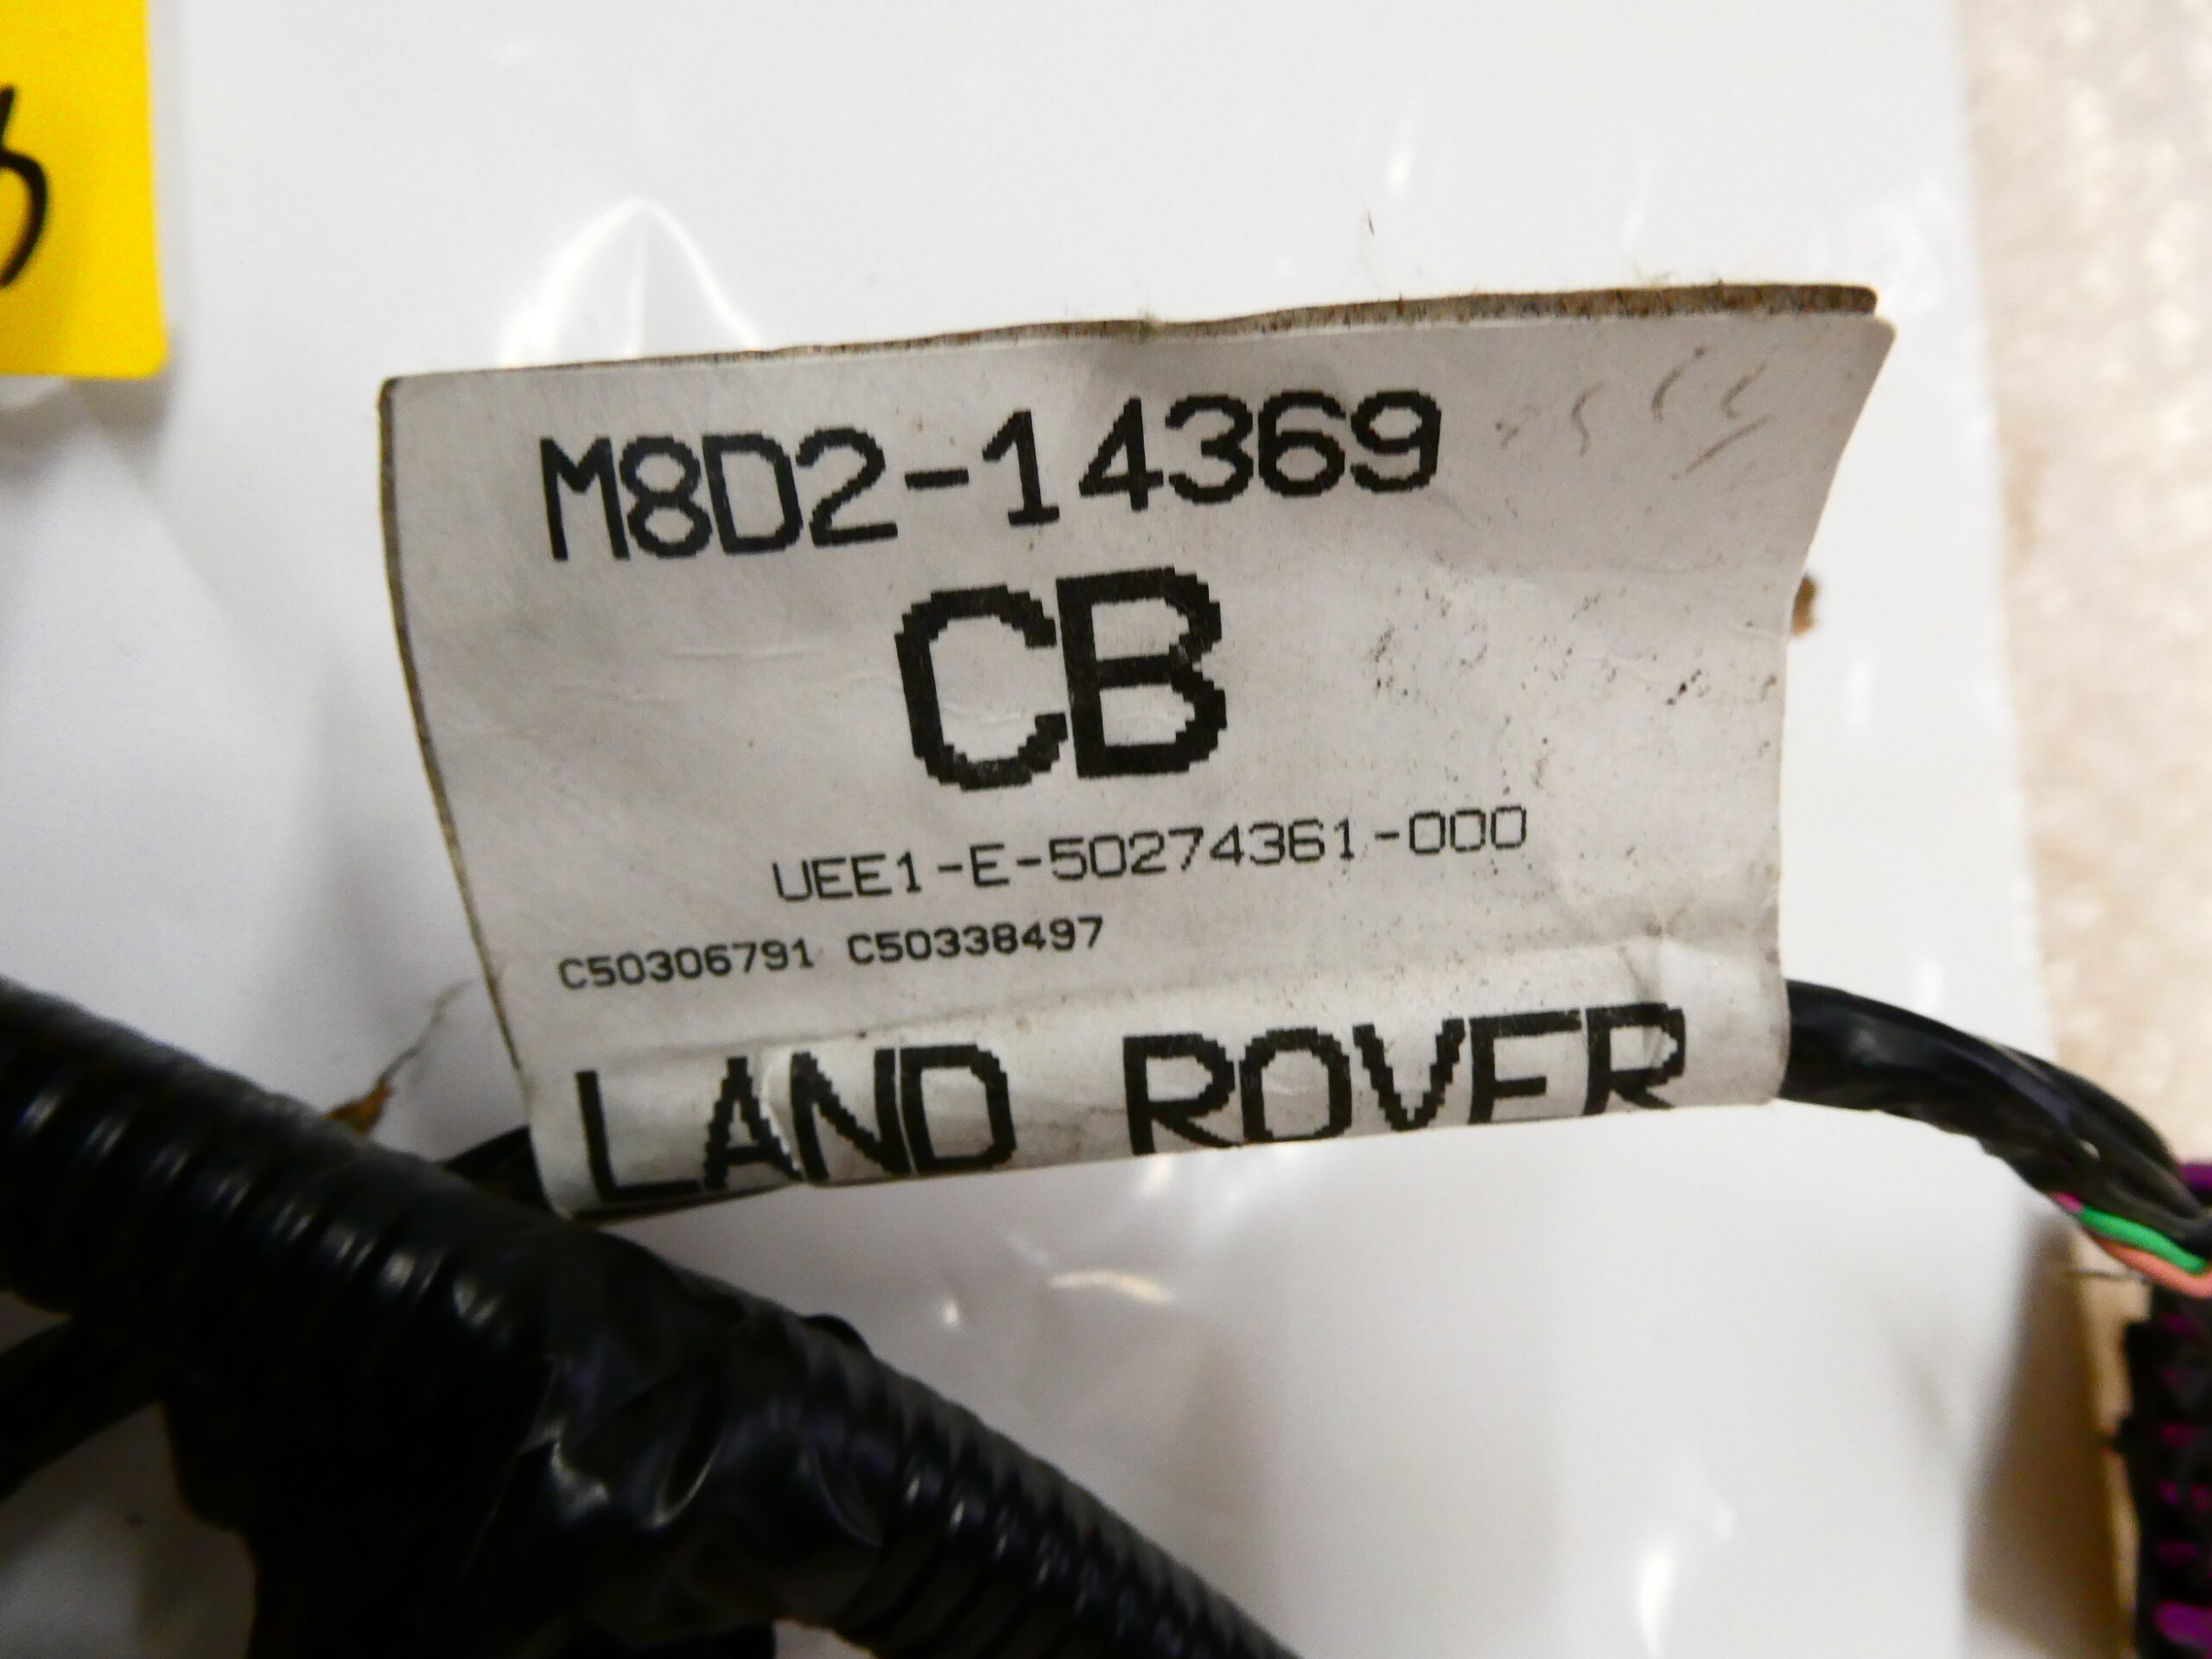 M8D2-14369
CB
UEE1-E-50274361-000
C50306791 C50338497
LAND ROVER